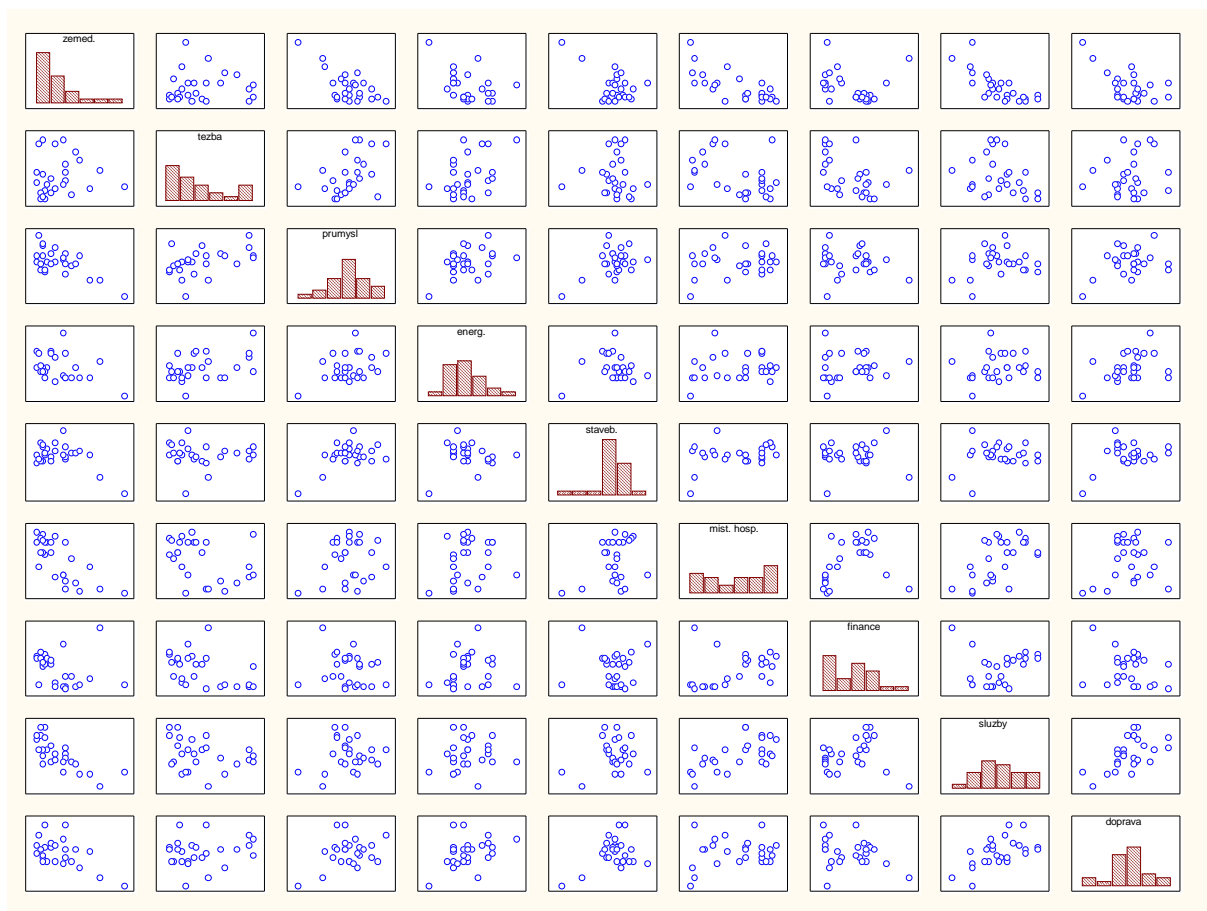 zemed.
tezba
prumysl
energ.
staveb.
mist. hosp.
finance
sluzby
doprava